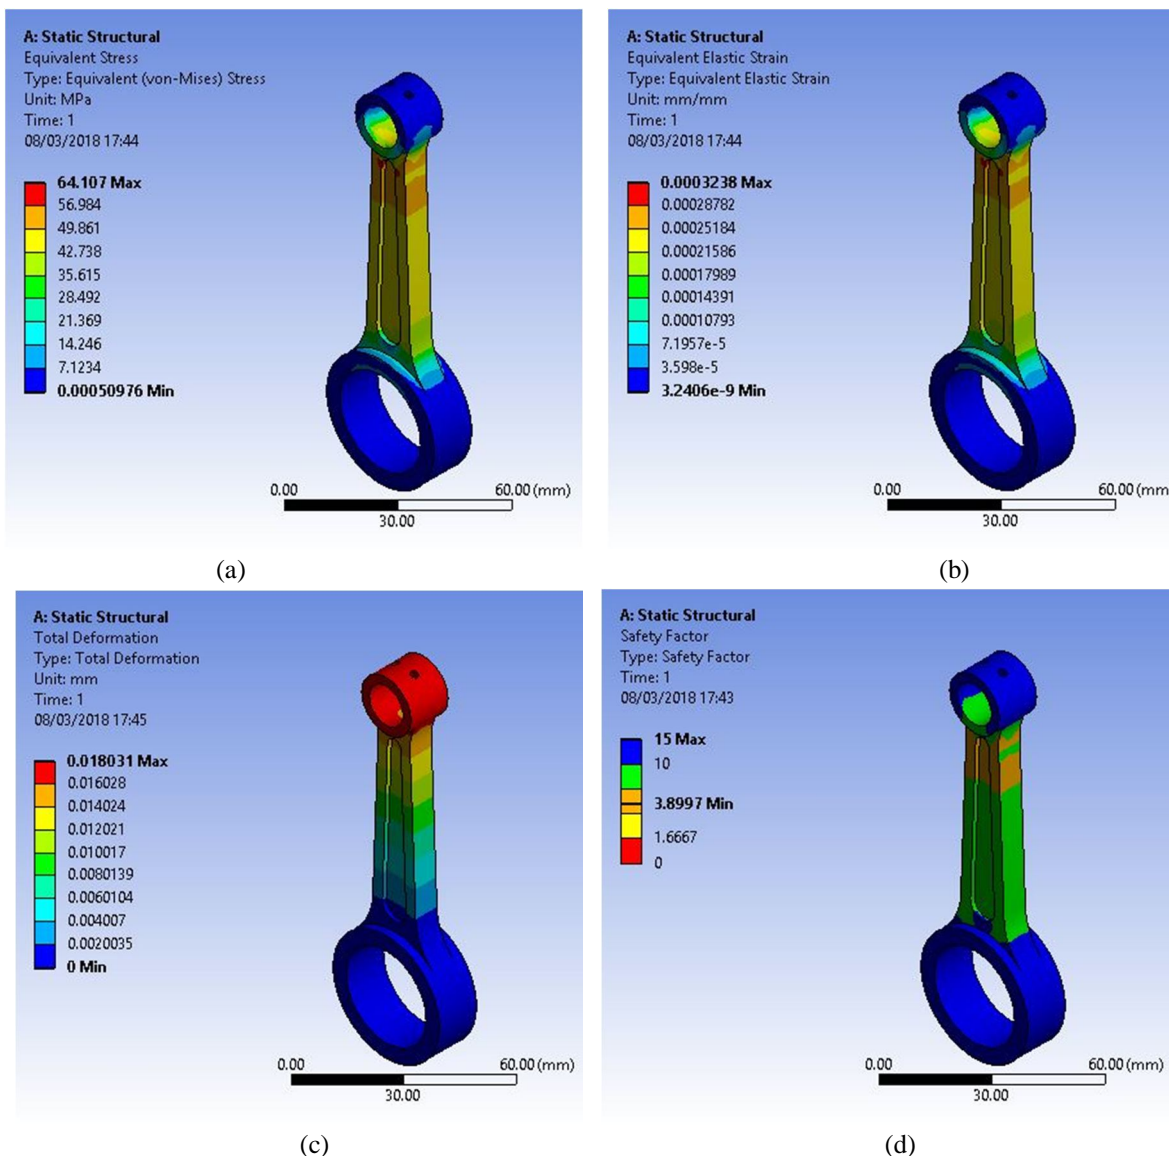 A: Static Structural
Equivalent Stress
Type: Equivalent (von-Mises) Stress
Unit: MPa
Time: 1
08/03/2018 17:44
64.107 Max
56.984
49.861
42.738
35.615
28.492
21.369
14.246
7.1234
0.00050976 Min
0.00
60.00 (mm)
30.00
(a)
A: Static Structural
Equivalent Elastic Strain
Type: Equivalent Elastic Strain
Unit: mm/mm
Time: 1
08/03/2018 17:44
0.0003238 Max
0.00028782
0.00025184
0.00021586
0.00017989
0.00014391
0.00010793
7.1957e-5
3.598e-5
3.2406e-9 Min
0.00
60.00 (mm)
30.00
(b)
A: Static Structural
Total Deformation
Type: Total Deformation
Unit: mm
Time: 1
08/03/2018 17:45
0.018031 Max
0.016028
0.014024
0.012021
0.010017
0.0080139
0.0060104
0.004007
0.0020035
0 Min
0.00
60.00 (mm)
30.00
(c)
A: Static Structural
Safety Factor
Type: Safety Factor
Time: 1
08/03/2018 17:43
15 Max
10
3.8997 Min
1.6667
0
0.00
60.00 (mm)
30.00
(d)